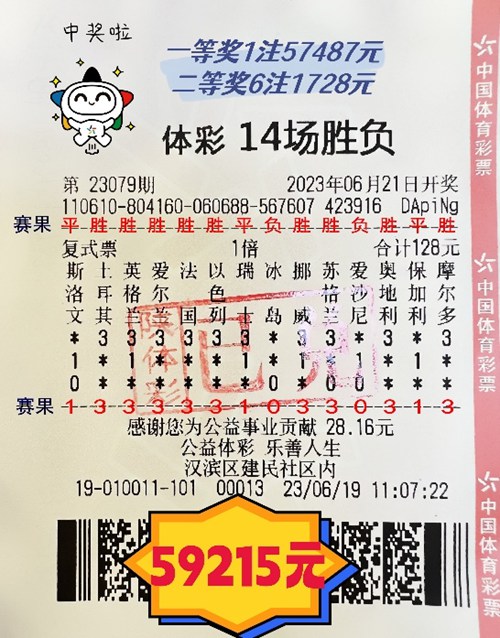 中奖啦
一等奖1注57487元
二等奖6注1728元
体彩 14场胜负
第 23079期 2023年06月21日开奖
110610-804160-060688-567607 423916 DApiNg
赛果 平 胜 胜 胜 胜 胜 平 负 胜 胜 负 胜 平 胜
复式票 1倍 合计128元
斯洛文
土耳其
英格兰
爱尔兰
法国
以色列
瑞士
冰岛
挪威
苏格兰
爱沙尼
奥地利
保加利
摩尔多
赛果 1 3 3 3 3 3 1 0 3 3 0 3 1 3
陕体彩
已兑
感谢您为公益事业贡献 28.16元
公益体彩 乐善人生
汉滨区建民社区内
19-010011-101 00013 23/06/19 11:07:22
59215元
中国体育彩票
中国体育彩票
中国体育彩票